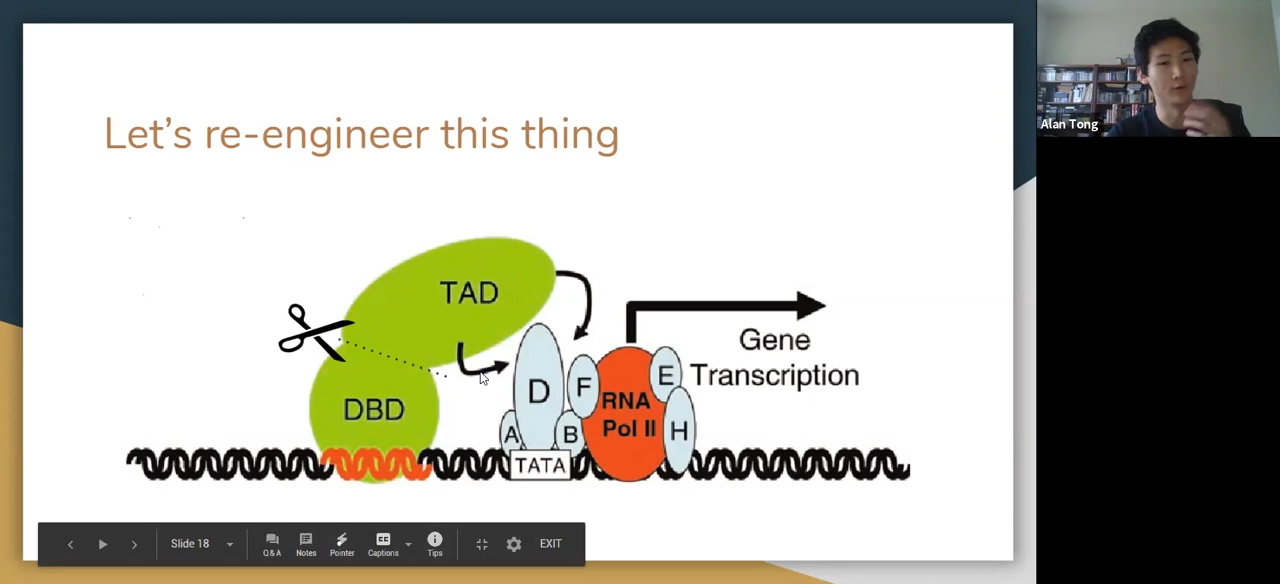 Let's re-engineer this thing
Alan Tong
TAD
DBD
D
F
E
A
B
H
RNA
Pol II
TATA
Gene
Transcription
Slide 18
Q&A
Notes
Pointer
Captions
Tips
EXIT